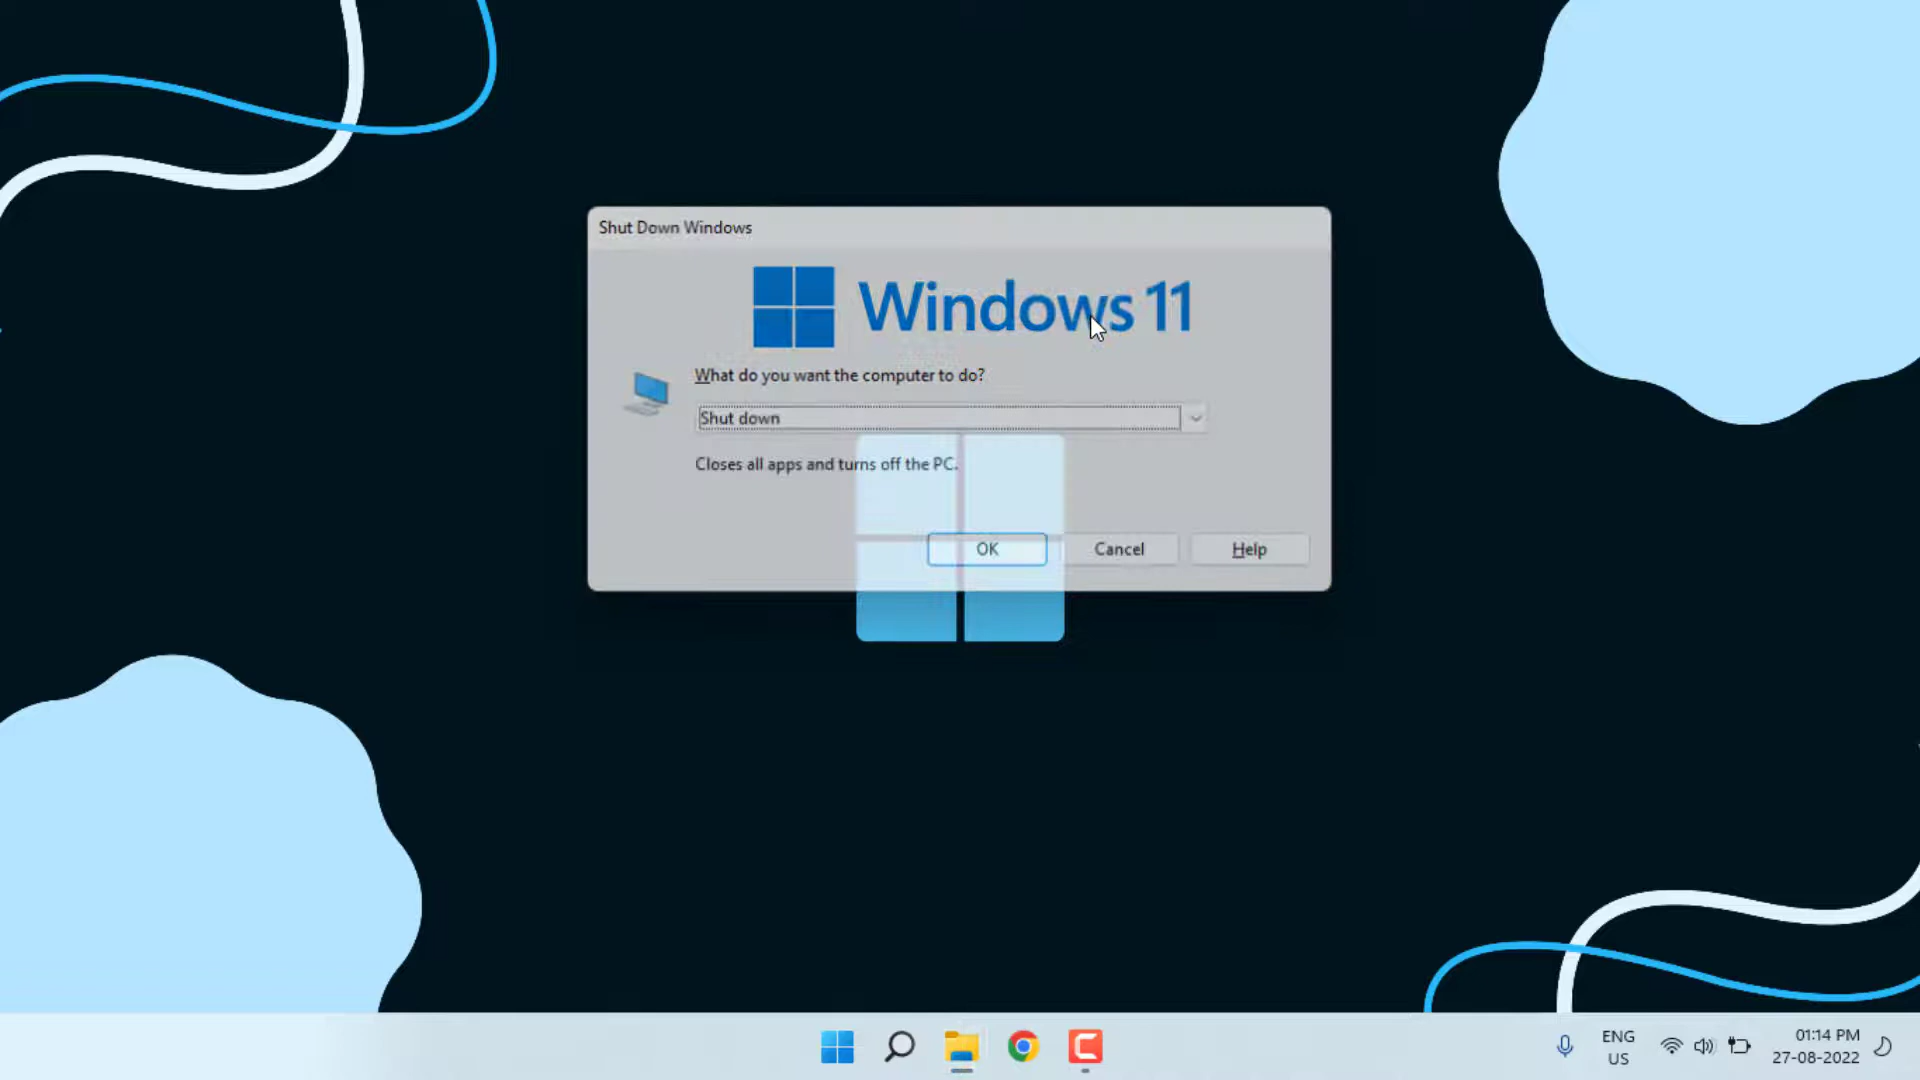 Shut Down Windows
Windows 11
What do you want the computer to do?
Shut down
Closes all apps and turns off the PC.
OK
Cancel
Help
ENG
US
01:14 PM
27-08-2022